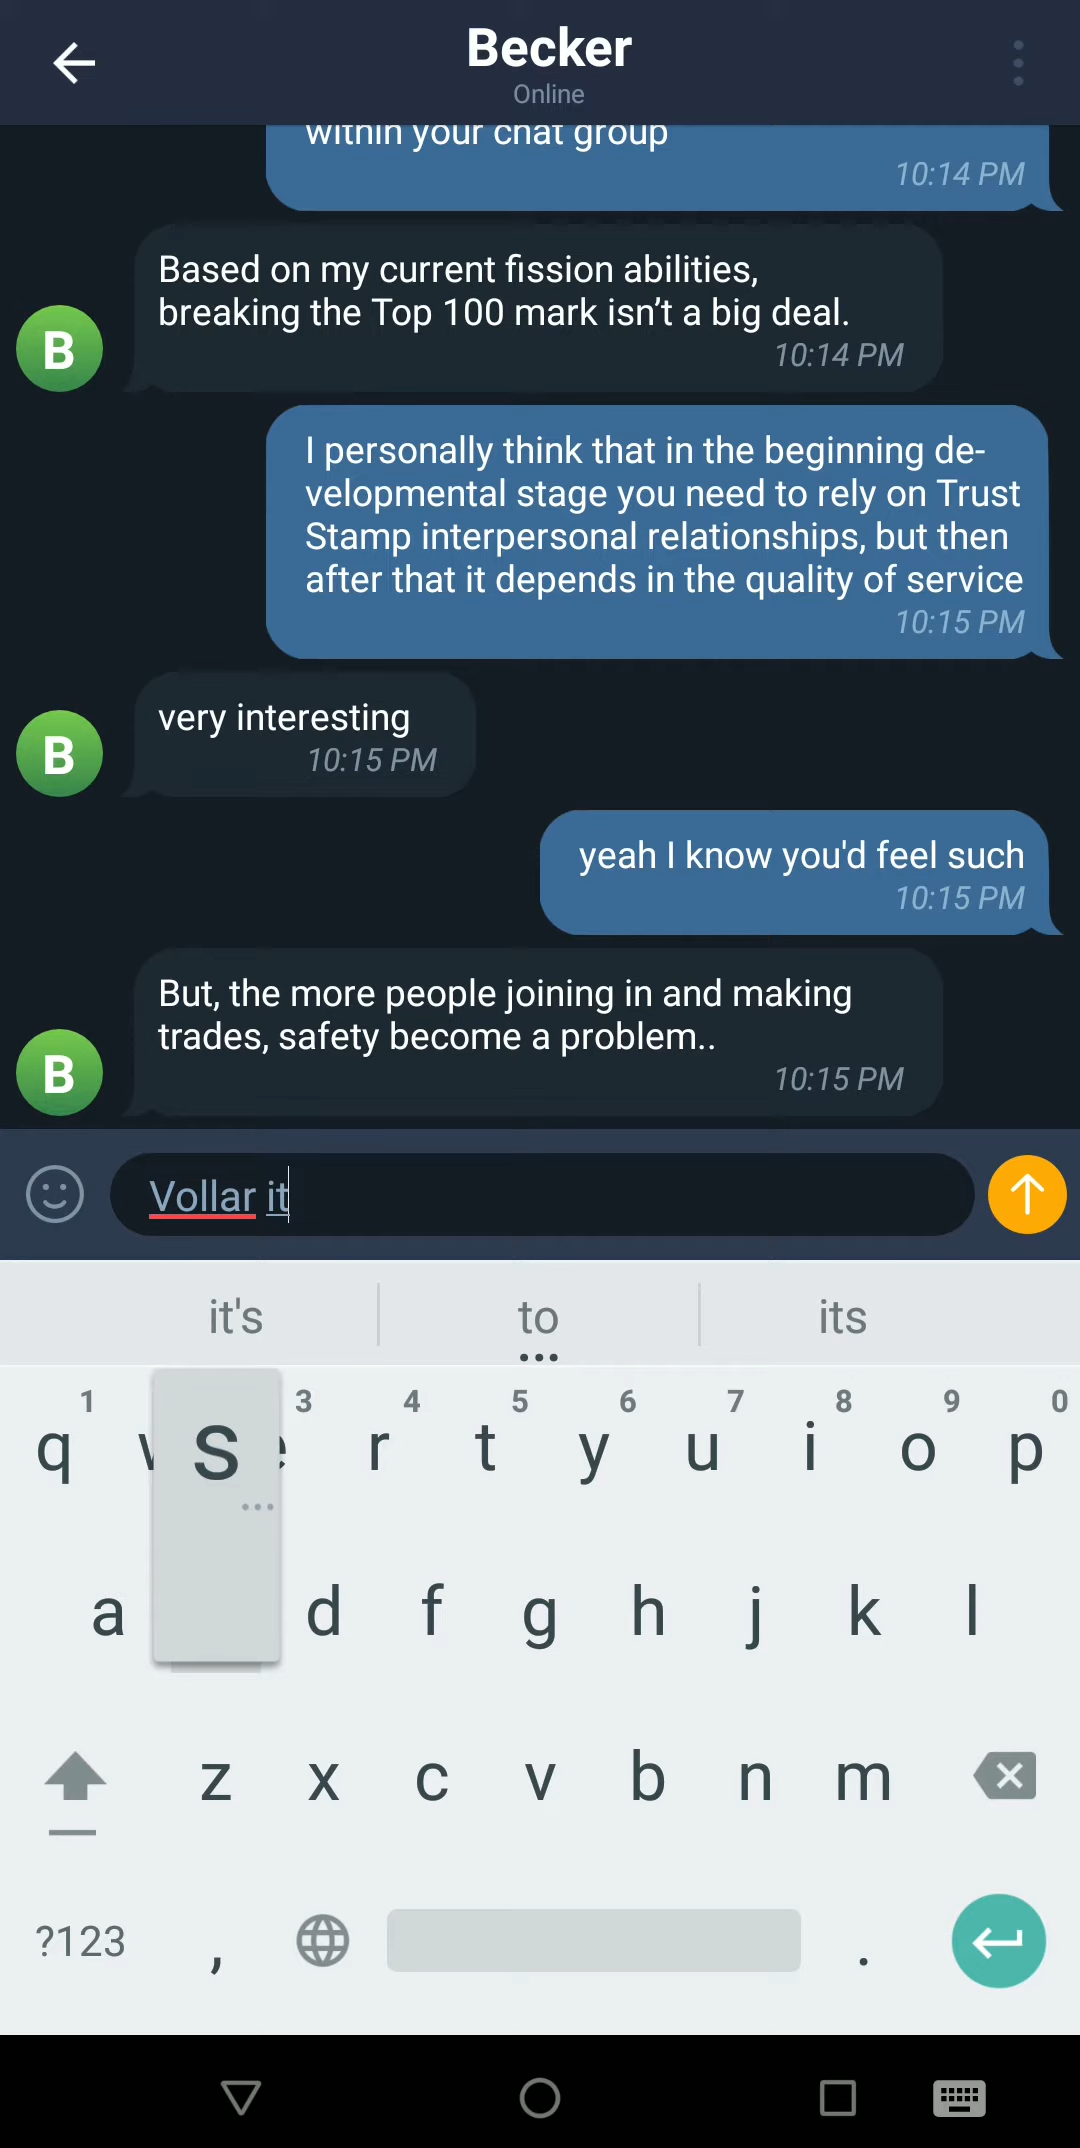 Becker
Online
within your chat group
10:14 PM
Based on my current fission abilities,
breaking the Top 100 mark isn’t a big deal.
10:14 PM
B
I personally think that in the beginning de-
velopmental stage you need to rely on Trust
Stamp interpersonal relationships, but then
after that it depends in the quality of service
10:15 PM
very interesting
10:15 PM
B
yeah I know you'd feel such
10:15 PM
But, the more people joining in and making
trades, safety become a problem..
10:15 PM
B
Vollar it
it's to its
1 3 4 5 6 7 8 9 0
q w s e r t y u i o p
a d f g h j k l
z x c v b n m
?123 , .